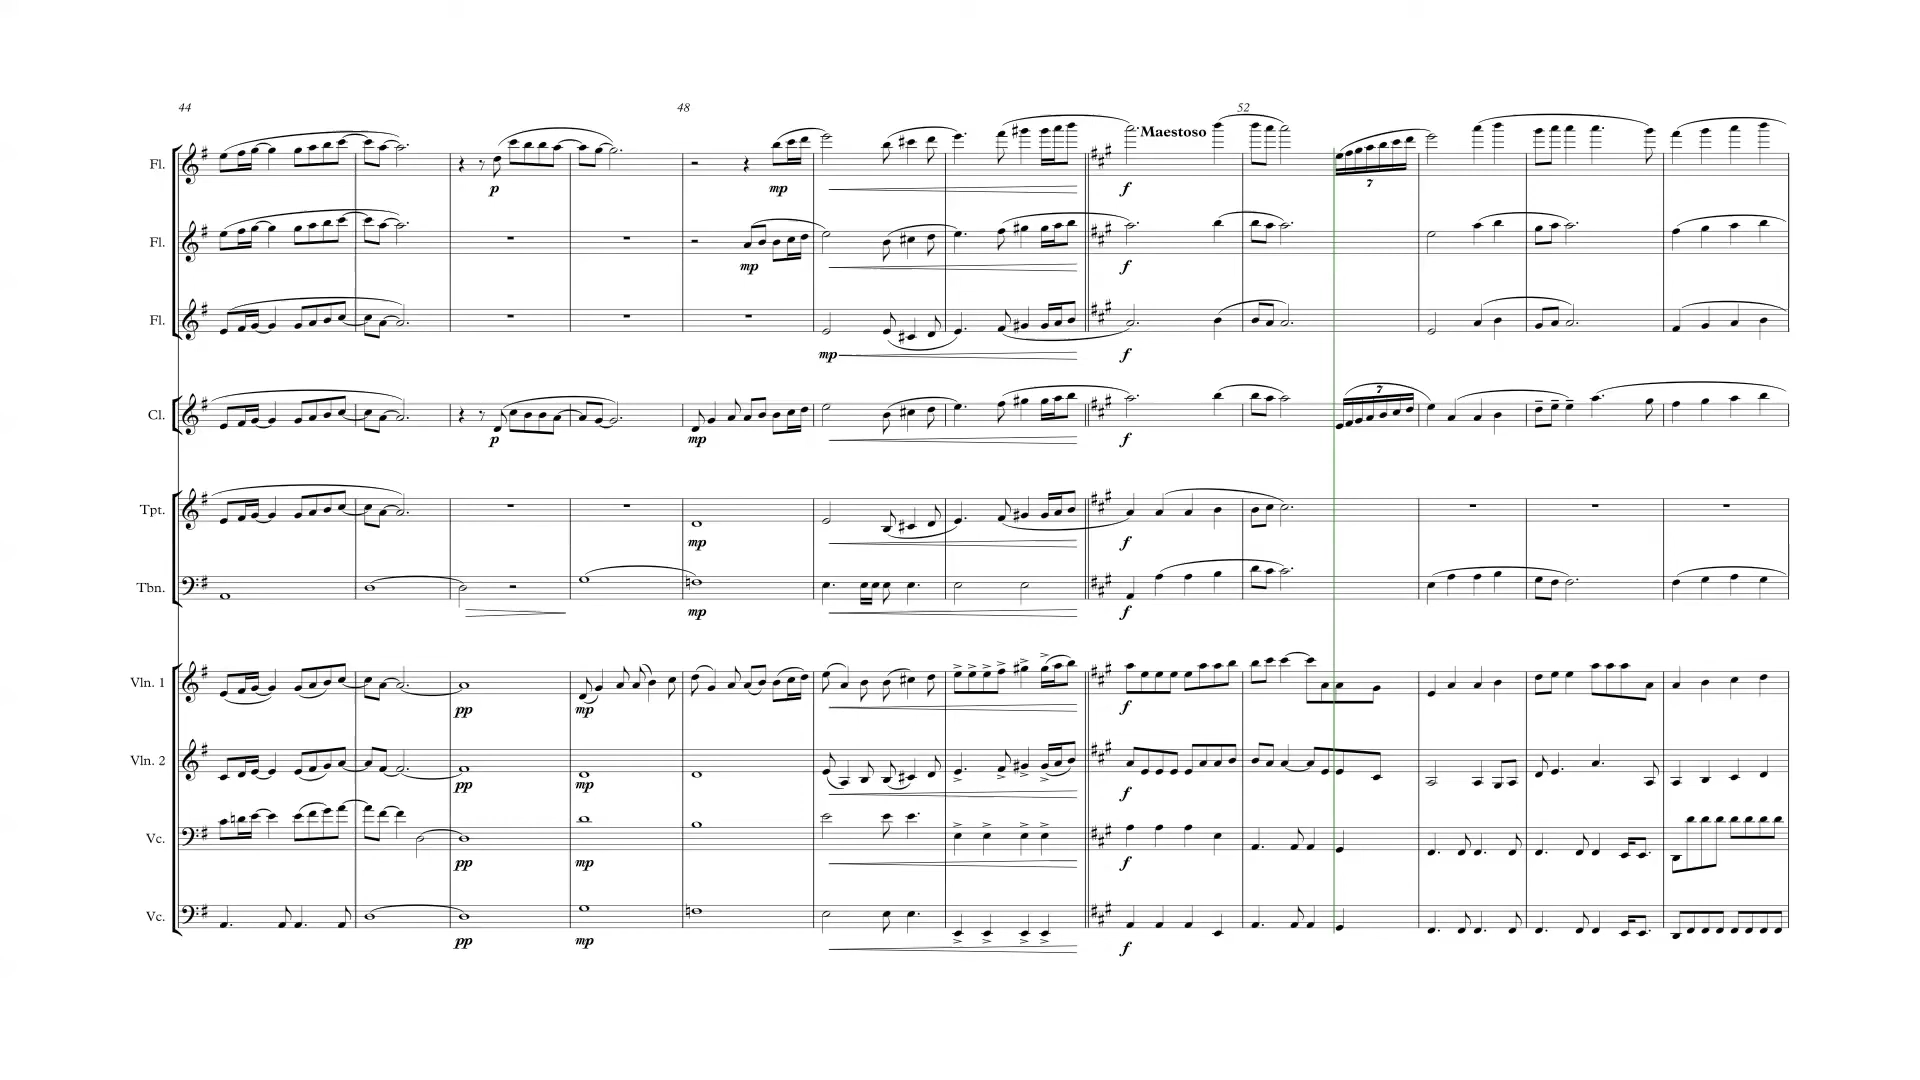 44 48 52
Maestoso
Fl.
p mp f
7
Fl.
mp f
Fl.
mp f
7
Cl.
p mp f
Tpt.
mp f
Tbn.
mp f
Vln. 1
pp mp f
Vln. 2
pp mp f
Vc.
pp mp f
Vc.
pp mp f